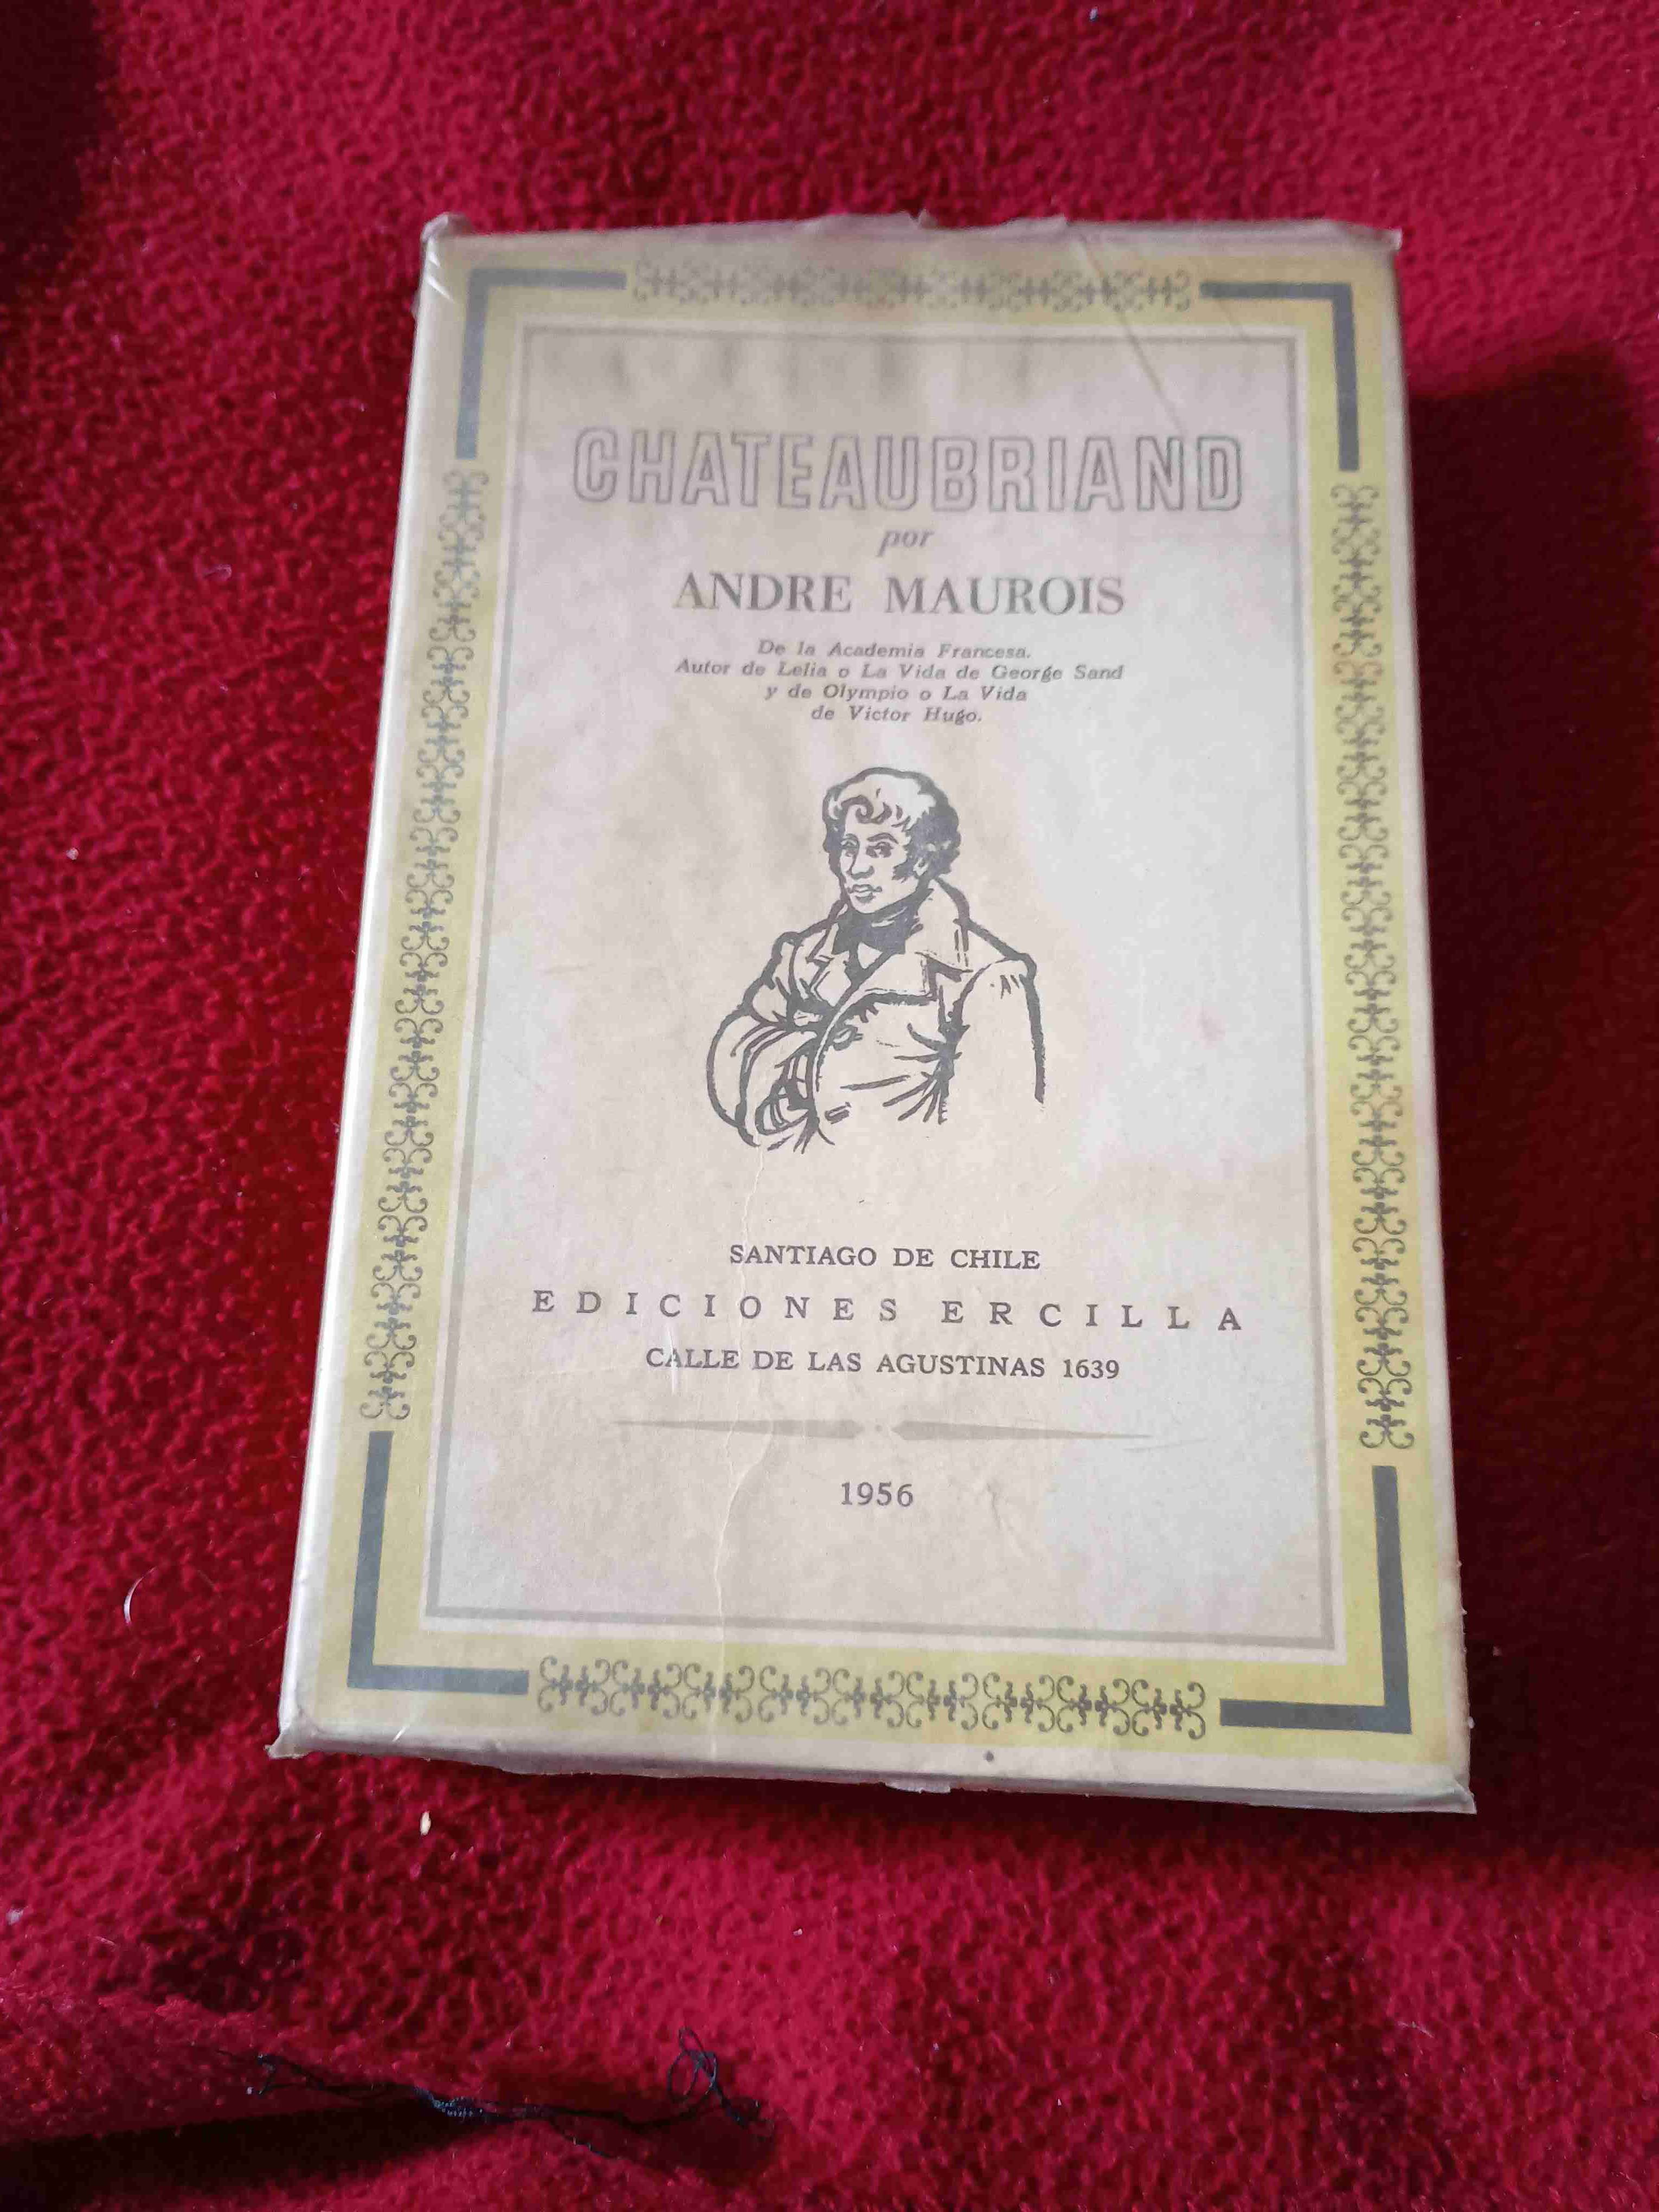 CHATEAUBRIAND
por
ANDRE MAUROIS
De la Academia Francesa.
Autor de Lelia o La Vida de George Sand
y de Olympio o La Vida
de Victor Hugo.
SANTIAGO DE CHILE
EDICIONES ERCILLA
CALLE DE LAS AGUSTINAS 1639
1956